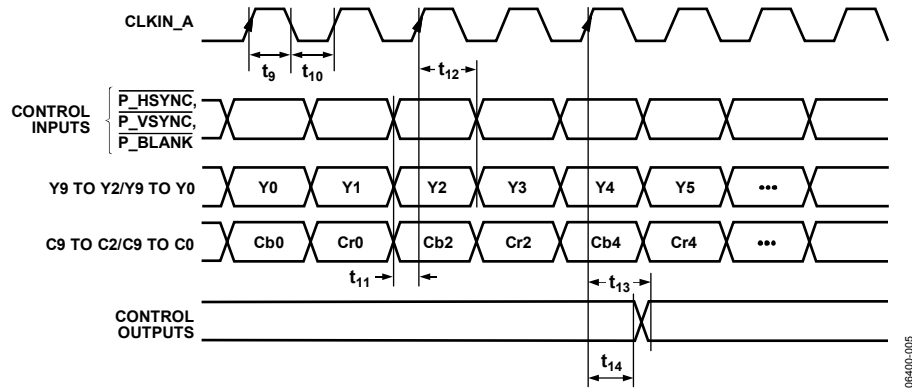 CLKIN_A
t9
t10
t12
CONTROL INPUTS
P_HSYNC,
P_VSYNC,
P_BLANK
Y9 TO Y2/Y9 TO Y0
Y0 Y1 Y2 Y3 Y4 Y5 •••
C9 TO C2/C9 TO C0
Cb0 Cr0 Cb2 Cr2 Cb4 Cr4 •••
t11
t13
CONTROL OUTPUTS
t14
06400-005